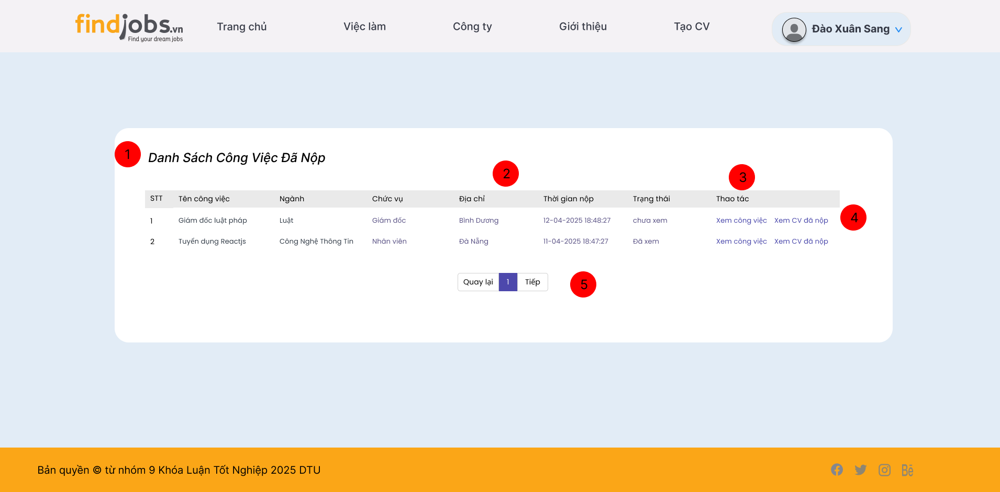 findjobs.vn
Find your dream jobs
Trang chủ
Việc làm
Công ty
Giới thiệu
Tạo CV
Đào Xuân Sang
1
Danh Sách Công Việc Đã Nộp
2
3
STT Tên công việc Ngành Chức vụ Địa chỉ Thời gian nộp Trạng thái Thao tác
4
1 Giám đốc luật pháp Luật Giám đốc Bình Dương 12-04-2025 18:48:27 chưa xem Xem công việc Xem CV đã nộp
2 Tuyển dụng Reactjs Công Nghệ Thông Tin Nhân viên Đà Nẵng 11-04-2025 18:47:27 Đã xem Xem công việc Xem CV đã nộp
Quay lại 1 Tiếp
5
Bản quyền © từ nhóm 9 Khóa Luận Tốt Nghiệp 2025 DTU
Bē